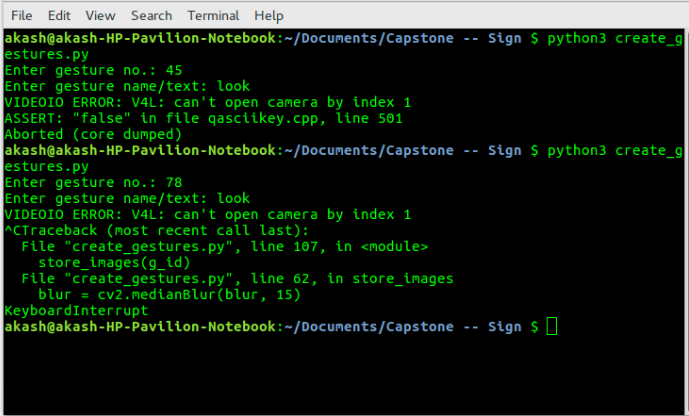 File Edit View Search Terminal Help
akash@akash-HP-Pavilion-Notebook:~/Documents/Capstone -- Sign $ python3 create_g
estures.py
Enter gesture no.: 45
Enter gesture name/text: look
VIDEOIO ERROR: V4L: can't open camera by index 1
ASSERT: "false" in file qasciikey.cpp, line 501
Aborted (core dumped)
akash@akash-HP-Pavilion-Notebook:~/Documents/Capstone -- Sign $ python3 create_g
estures.py
Enter gesture no.: 78
Enter gesture name/text: look
VIDEOIO ERROR: V4L: can't open camera by index 1
^CTraceback (most recent call last):
  File "create_gestures.py", line 107, in <module>
    store_images(g_id)
  File "create_gestures.py", line 62, in store_images
    blur = cv2.medianBlur(blur, 15)
KeyboardInterrupt
akash@akash-HP-Pavilion-Notebook:~/Documents/Capstone -- Sign $